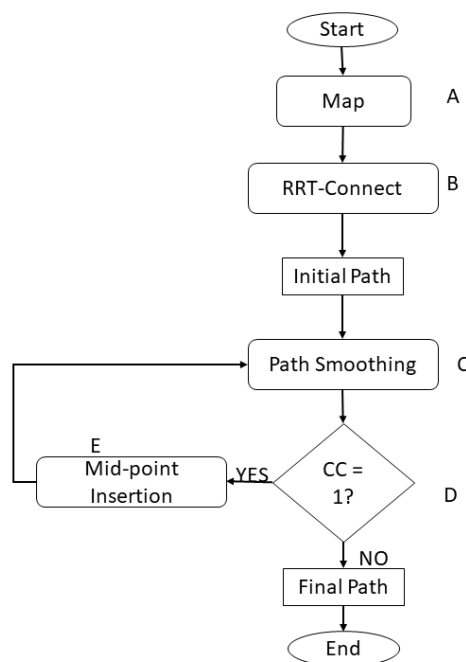 Start
Map
A
RRT-Connect
B
Initial Path
Path Smoothing
C
E
Mid-point
Insertion
YES
CC =
1?
D
NO
Final Path
End